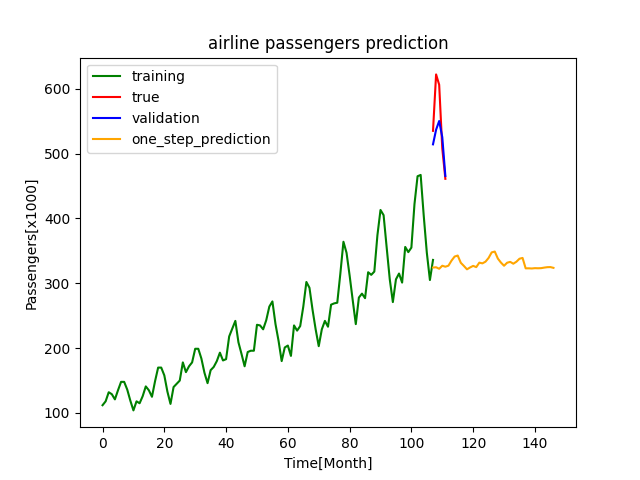 airline passengers prediction
training
true
validation
one_step_prediction
600
500
400
300
200
100
Passengers[x1000]
0 20 40 60 80 100 120 140
Time[Month]